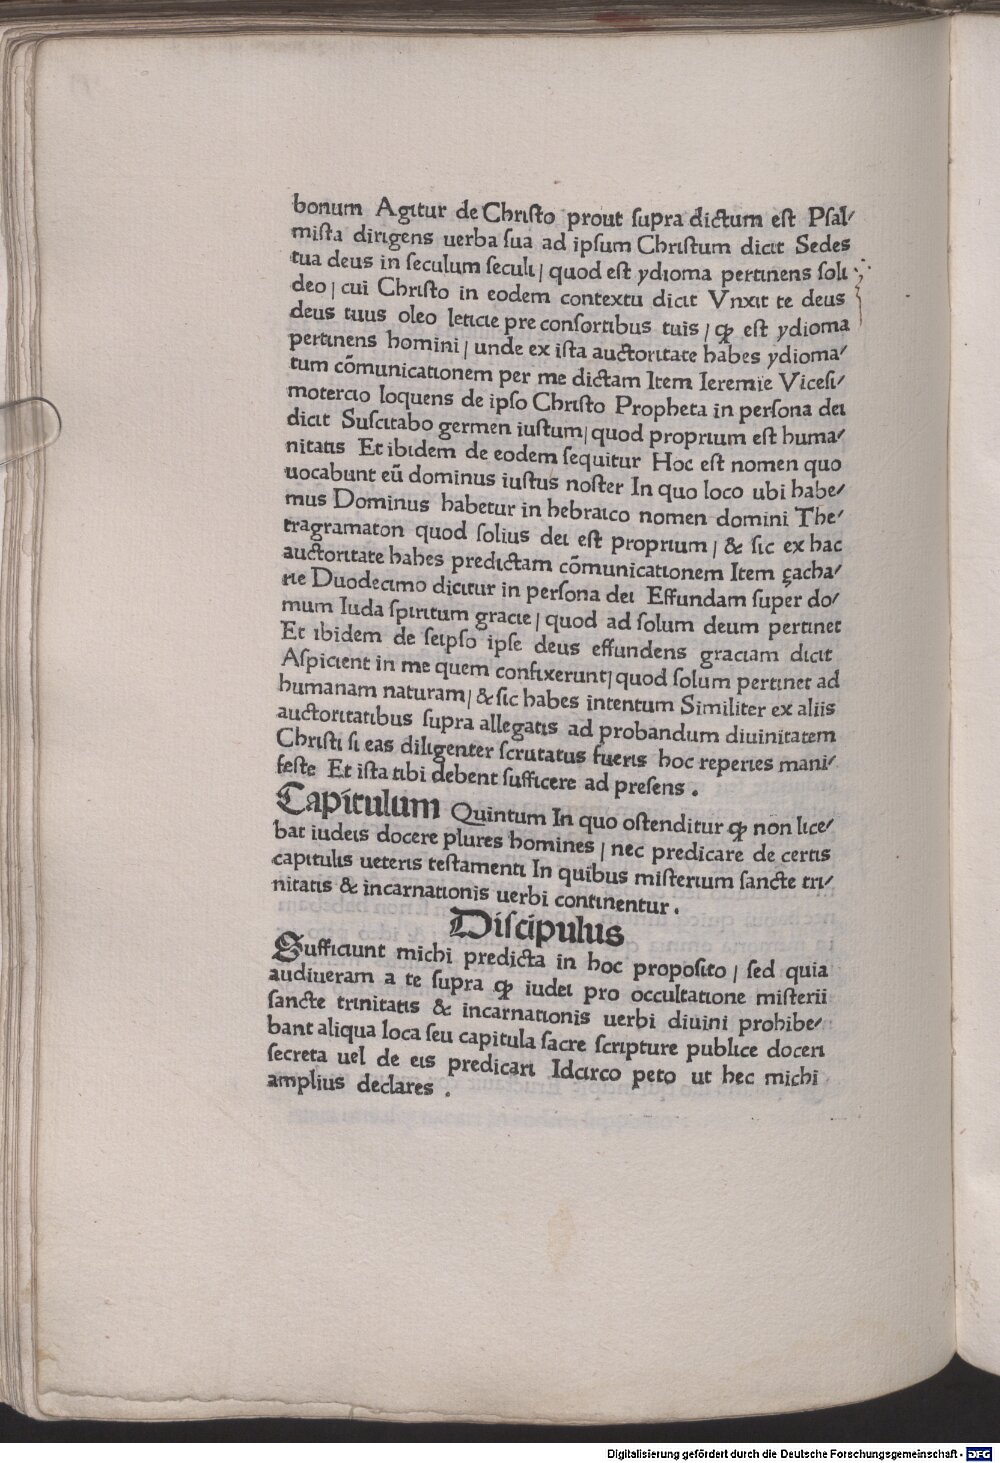 bonum Agitur de Chriſto prout ſupra dictum eſt Pſal⸗
miſta dirigens uerba ſua ad ipſum Chriſtum dicit Sedes
tua deus in ſeculum ſeculi / quod eſt ydioma pertinens ſoli
deo / cui Chriſto in eodem contextu dicit Vnxit te deus
deus tuus oleo leticie pre conſortibus tuis / ꝙ eſt ydioma
pertinens homini / unde ex iſta auctoritate habes ydioma⸗
tum cõmunicationem per me dictam Item Ieremie Viceſi⸗
motercio loquens de ipſo Chriſto Propheta in perſona dei
dicit Suſcitabo germen iuſtum / quod proprium eſt huma⸗
nitatis Et ibidem de eodem ſequitur Hoc eſt nomen quo
uocabunt eũ dominus iuſtus noſter In quo loco ubi habe⸗
mus Dominus habetur in hebraico nomen domini The⸗
tragramaton quod ſolius dei eſt proprium / & ſic ex hac
auctoritate habes predictam cõmunicationem Item çacha⸗
rie Duodecimo dicitur in perſona dei Effundam ſuper do⸗
mum Iuda ſpiritum gracie / quod ad ſolum deum pertinet
Et ibidem de ſeipſo ipſe deus effundens graciam dicit
Aſpicient in me quem confixerunt / quod ſolum pertinet ad
humanam naturam / & ſic habes intentum Similiter ex aliis
auctoritatibus ſupra allegatis ad probandum diuinitatem
Chriſti ſi eas diligenter ſcrutatus fueris hoc reperies mani⸗
feſte Et iſta tibi debent ſufficere ad preſens .
Capitulum Quintum In quo oſtenditur ꝙ non lice⸗
bat iudeis docere plures homines / nec predicare de certis
capitulis ueteris teſtamenti In quibus miſterium ſancte tri⸗
nitatis & incarnationis uerbi continentur .
Diſcipulus
Sufficiunt michi predicta in hoc propoſito / ſed quia
audiueram a te ſupra ꝙ iudei pro occultatione miſterii
ſancte trinitatis & incarnationis uerbi diuini prohibe⸗
bant aliqua loca ſeu capitula ſacre ſcripture publice doceri
ſecreta uel de eis predicari Idcirco peto ut hec michi
amplius declares .
Digitalisierung gefördert durch die Deutsche Forschungsgemeinschaft - DFG